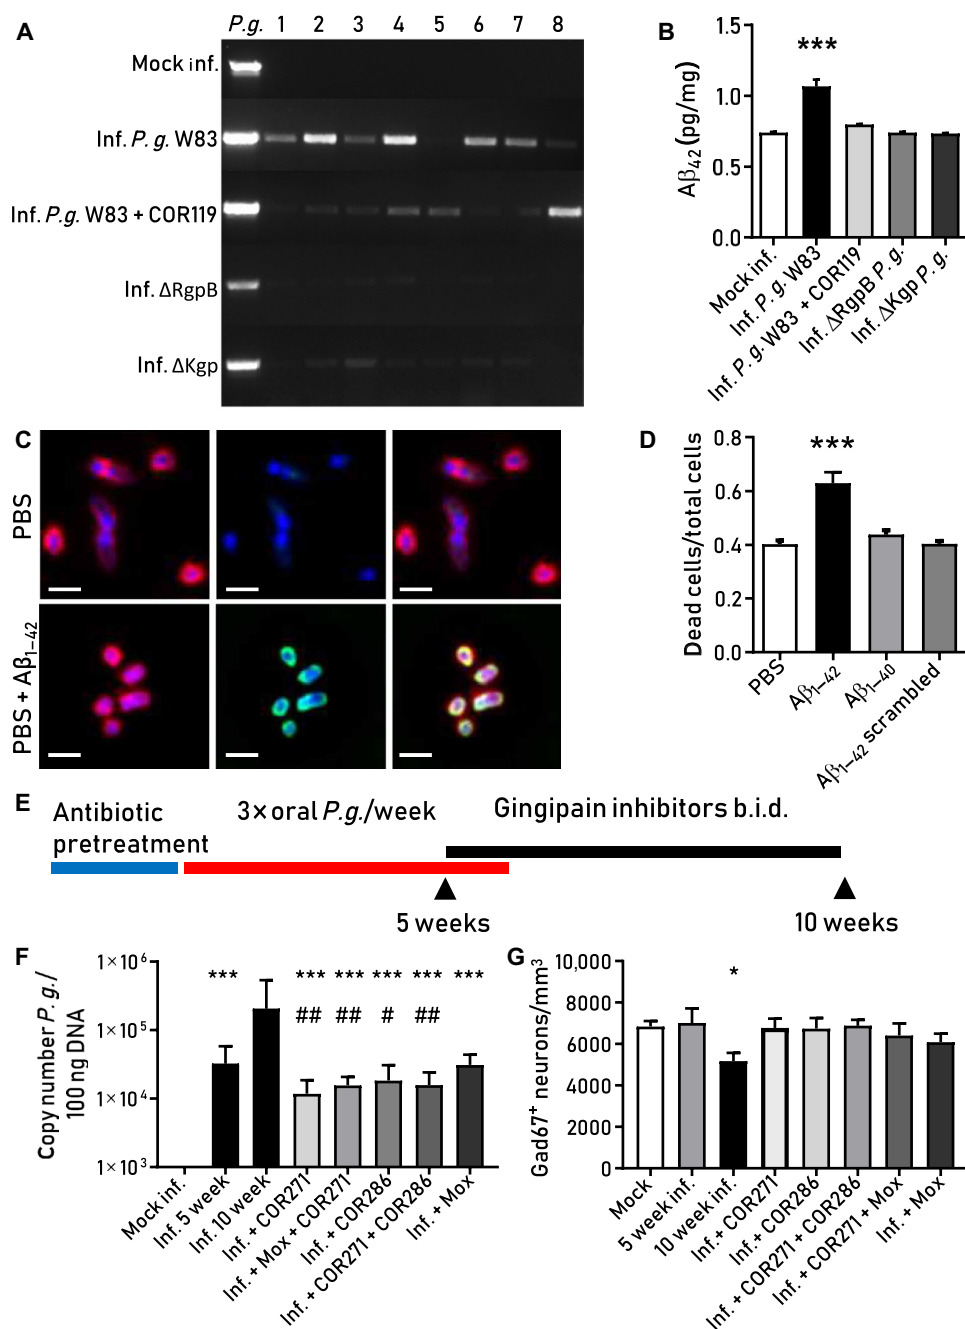 A
P.g. 1 2 3 4 5 6 7 8
Mock inf.
Inf. P.g. W83
Inf. P.g. W83 + COR119
Inf. ΔRgpB
Inf. ΔKgp
B
Aβ42 (pg/mg)
1.5
1.0
0.5
0.0
***
Mock inf.
Inf. P.g. W83
Inf. P.g. W83 + COR119
Inf. ΔRgpB P.g.
Inf. ΔKgp P.g.
C
PBS
PBS + Aβ1–42
D
Dead cells/total cells
0.8
0.6
0.4
0.2
0.0
***
PBS
Aβ1–42
Aβ1–40
Aβ1–42 scrambled
E
Antibiotic
pretreatment
3× oral P.g./week
Gingipain inhibitors b.i.d.
5 weeks
10 weeks
F
Copy number P.g./
100 ng DNA
1×10⁶
1×10⁵
1×10⁴
1×10³
*** *** *** *** *** ***
## ## # ##
Mock inf.
Inf. 5 week
Inf. 10 week
Inf. + COR271
Inf. + Mox + COR271
Inf. + COR286
Inf. + COR271 + COR286
Inf. + Mox
G
Gad67⁺ neurons/mm³
10,000
8000
6000
4000
2000
0
*
Mock
5 week inf.
10 week inf.
Inf. + COR271
Inf. + COR286
Inf. + COR271 + COR286
Inf. + COR271 + Mox
Inf. + Mox